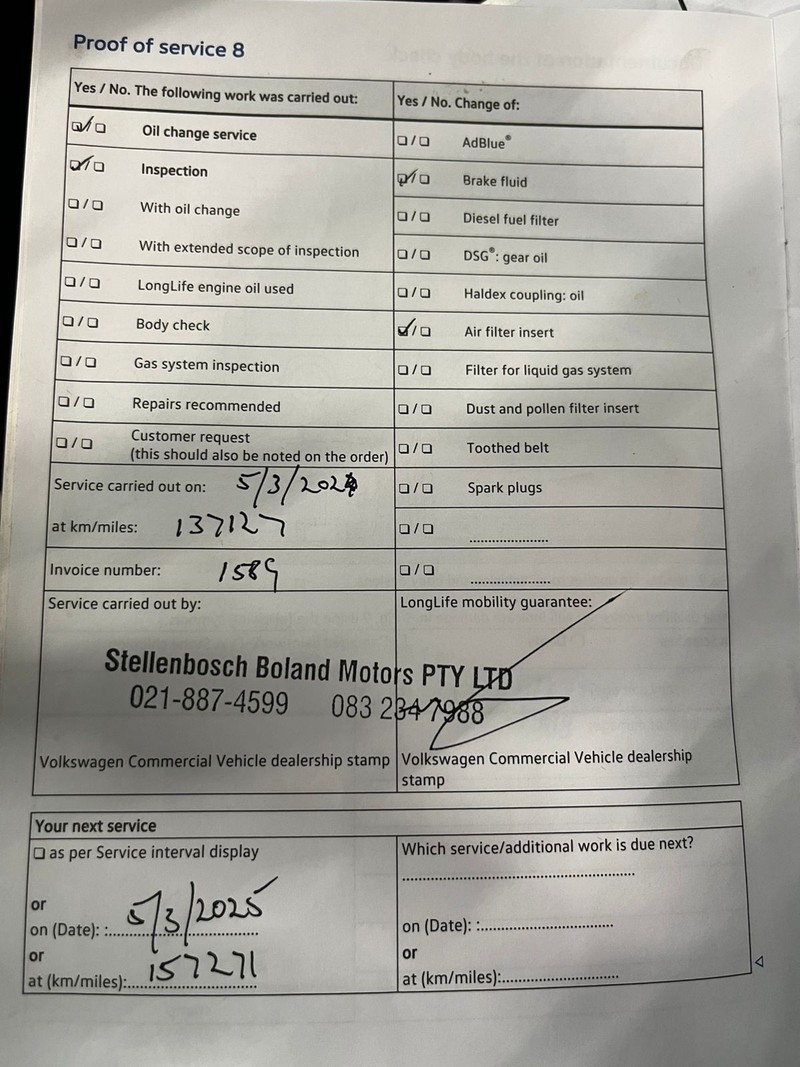 Proof of service 8
Yes / No. The following work was carried out:
☑/☐ Oil change service
☑/☐ Inspection
☐/☐ With oil change
☐/☐ With extended scope of inspection
☐/☐ LongLife engine oil used
☐/☐ Body check
☐/☐ Gas system inspection
☐/☐ Repairs recommended
☐/☐ Customer request
(this should also be noted on the order)
Service carried out on: 5/3/2024
at km/miles: 137127
Invoice number: 1589
Yes / No. Change of:
☐/☐ AdBlue®
☑/☐ Brake fluid
☐/☐ Diesel fuel filter
☐/☐ DSG®: gear oil
☐/☐ Haldex coupling: oil
☑/☐ Air filter insert
☐/☐ Filter for liquid gas system
☐/☐ Dust and pollen filter insert
☐/☐ Toothed belt
☐/☐ Spark plugs
☐/☐ ....................
☐/☐ ....................
Service carried out by:
LongLife mobility guarantee:
Stellenbosch Boland Motors PTY LTD
021-887-4599 083 234 7988
Volkswagen Commercial Vehicle dealership stamp
Volkswagen Commercial Vehicle dealership
stamp
Your next service
☐ as per Service interval display
or
on (Date): : 5/3/2025
or
at (km/miles): 157271
Which service/additional work is due next?
............................................................
on (Date): :..................................
or
at (km/miles):..............................